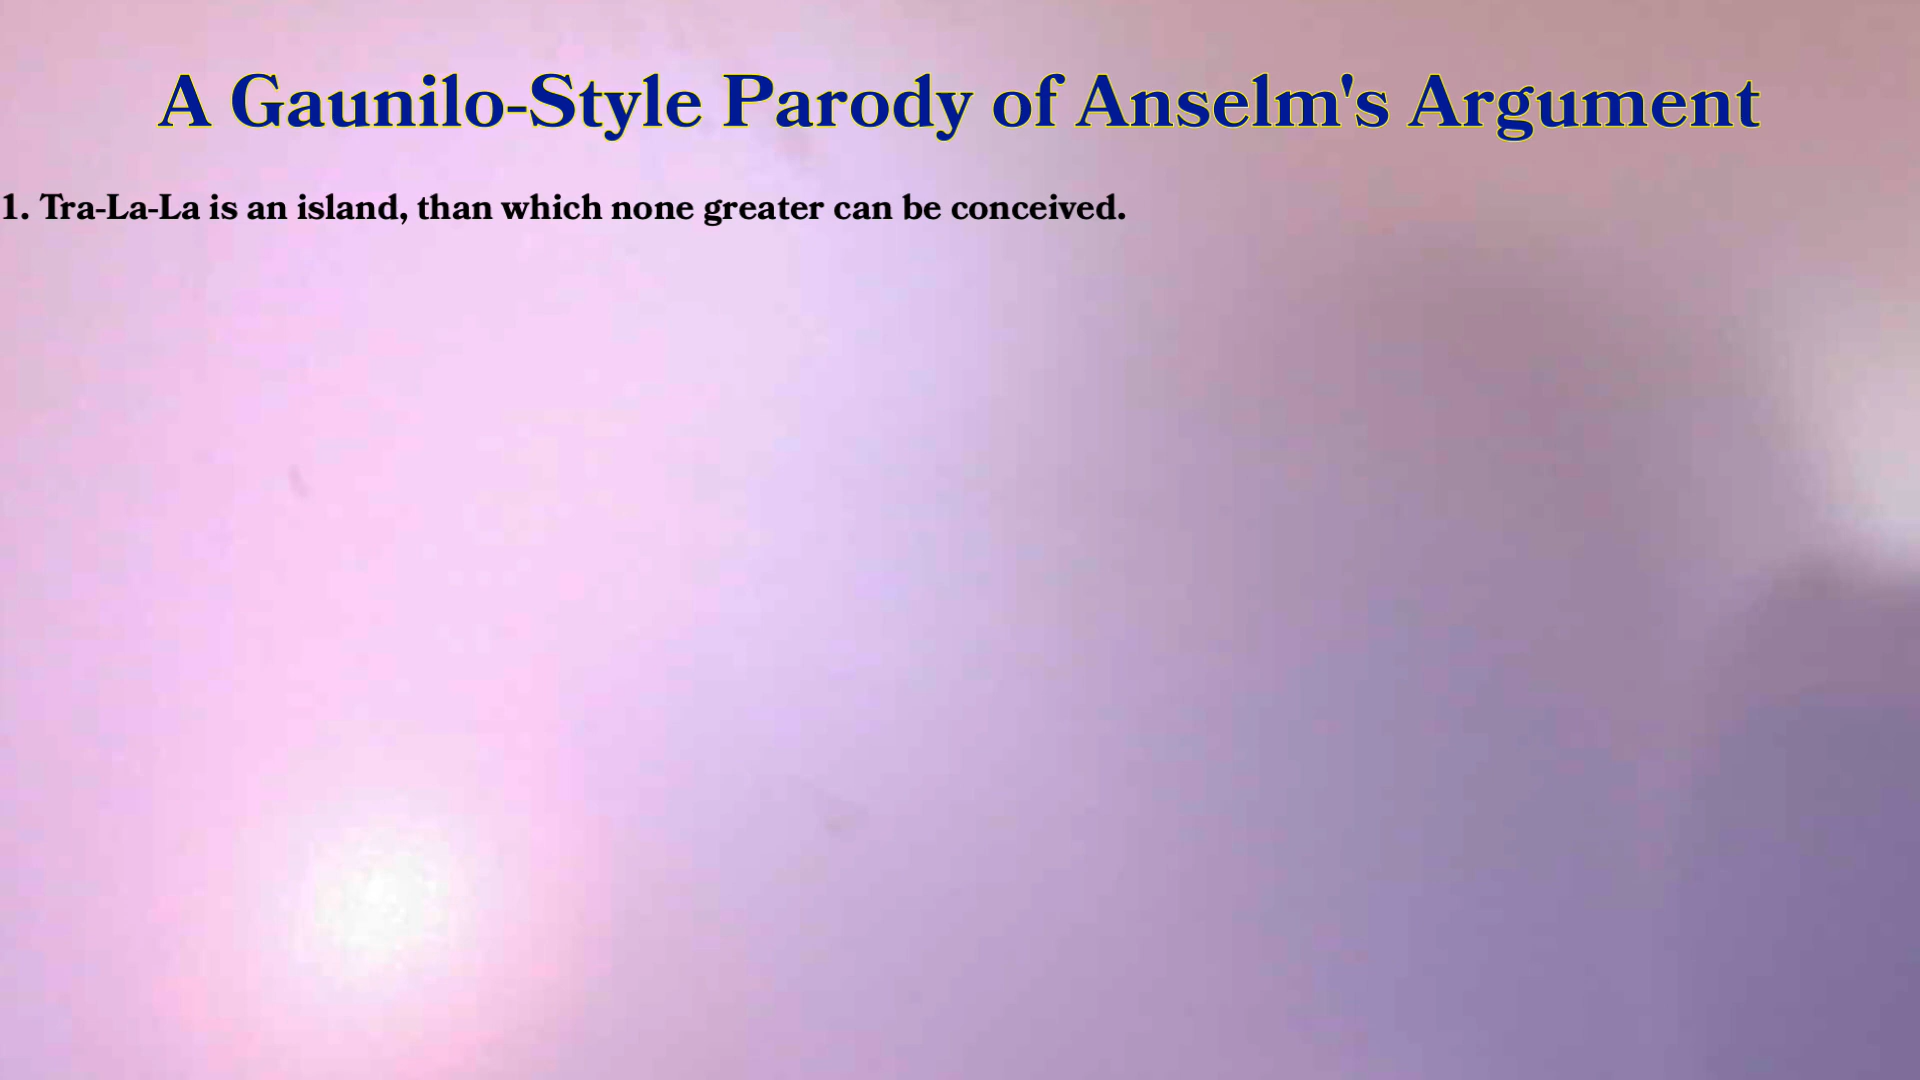 A Gaunilo-Style Parody of Anselm's Argument
1. Tra-La-La is an island, than which none greater can be conceived.